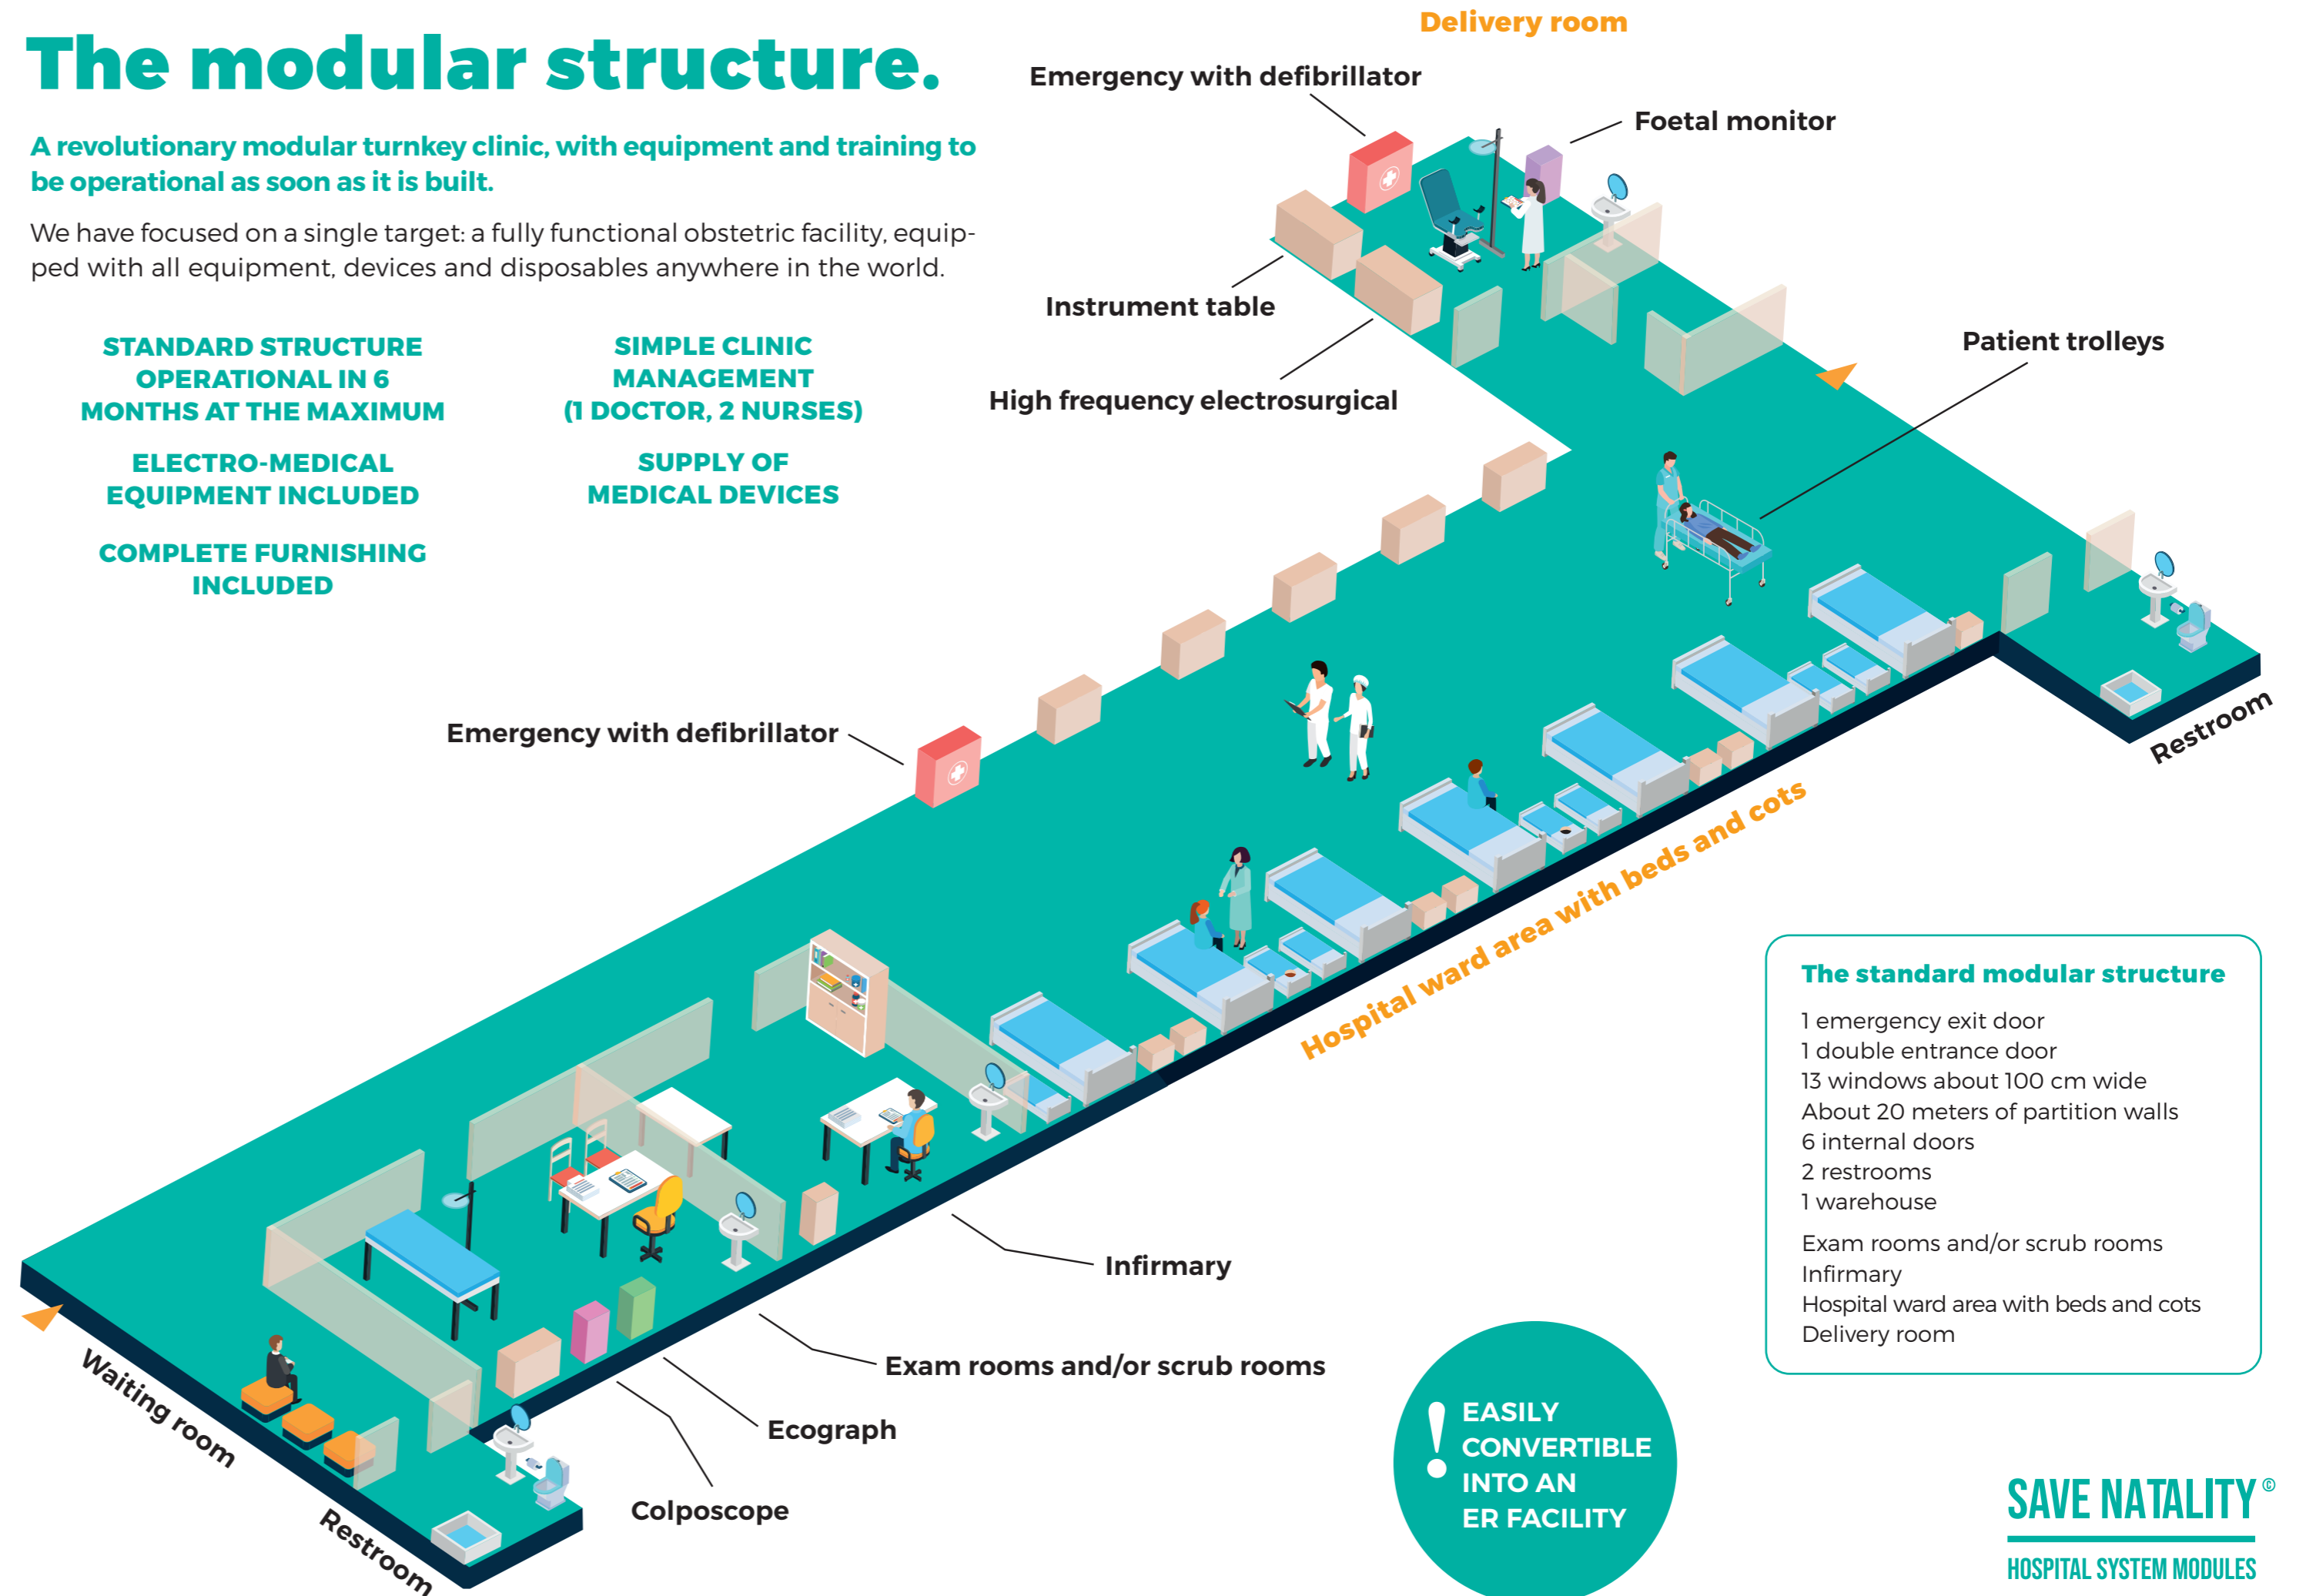 The modular structure.
A revolutionary modular turnkey clinic, with equipment and training to
be operational as soon as it is built.
We have focused on a single target: a fully functional obstetric facility, equip-
ped with all equipment, devices and disposables anywhere in the world.
STANDARD STRUCTURE
OPERATIONAL IN 6
MONTHS AT THE MAXIMUM
SIMPLE CLINIC
MANAGEMENT
(1 DOCTOR, 2 NURSES)
ELECTRO-MEDICAL
EQUIPMENT INCLUDED
SUPPLY OF
MEDICAL DEVICES
COMPLETE FURNISHING
INCLUDED
Delivery room
Emergency with defibrillator
Foetal monitor
Instrument table
High frequency electrosurgical
Patient trolleys
Emergency with defibrillator
Restroom
Hospital ward area with beds and cots
Infirmary
Exam rooms and/or scrub rooms
Ecograph
Colposcope
Waiting room
Restroom
The standard modular structure
1 emergency exit door
1 double entrance door
13 windows about 100 cm wide
About 20 meters of partition walls
6 internal doors
2 restrooms
1 warehouse
Exam rooms and/or scrub rooms
Infirmary
Hospital ward area with beds and cots
Delivery room
! EASILY
CONVERTIBLE
INTO AN
ER FACILITY
SAVE NATALITY©
HOSPITAL SYSTEM MODULES